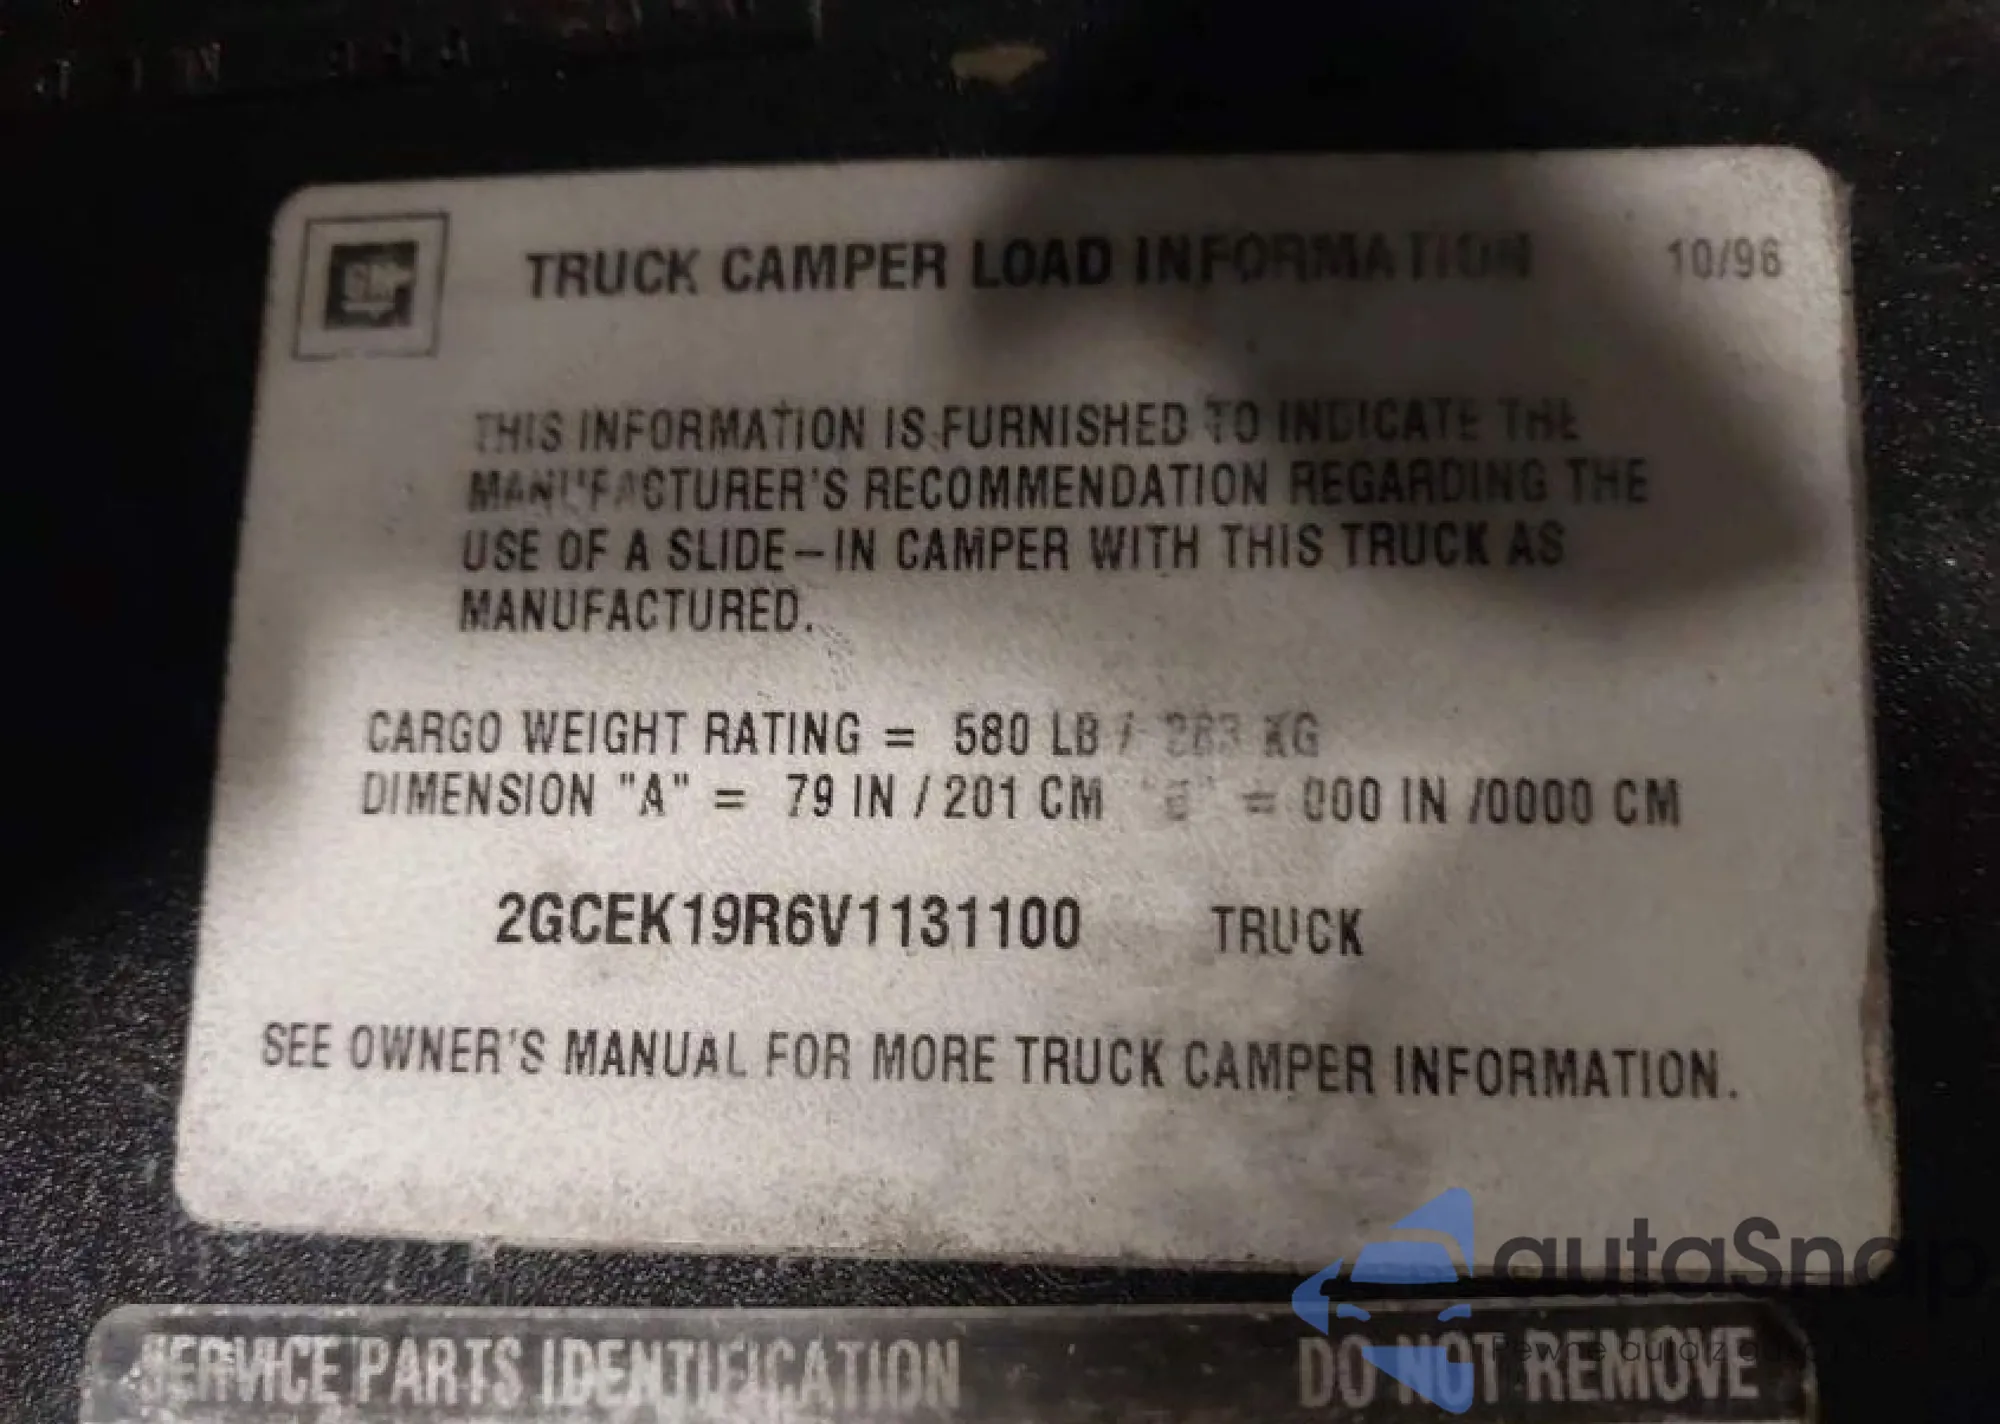 TRUCK CAMPER LOAD INFORMATION 10/96
THIS INFORMATION IS FURNISHED TO INDICATE THE
MANUFACTURER'S RECOMMENDATION REGARDING THE
USE OF A SLIDE-IN CAMPER WITH THIS TRUCK AS
MANUFACTURED.
CARGO WEIGHT RATING = 580 LB / 263 KG
DIMENSION "A" = 79 IN / 201 CM "B" = 000 IN /0000 CM
2GCEK19R6V1131100 TRUCK
SEE OWNER'S MANUAL FOR MORE TRUCK CAMPER INFORMATION.
autaSnap
SERVICE PARTS IDENTIFICATION DO NOT REMOVE